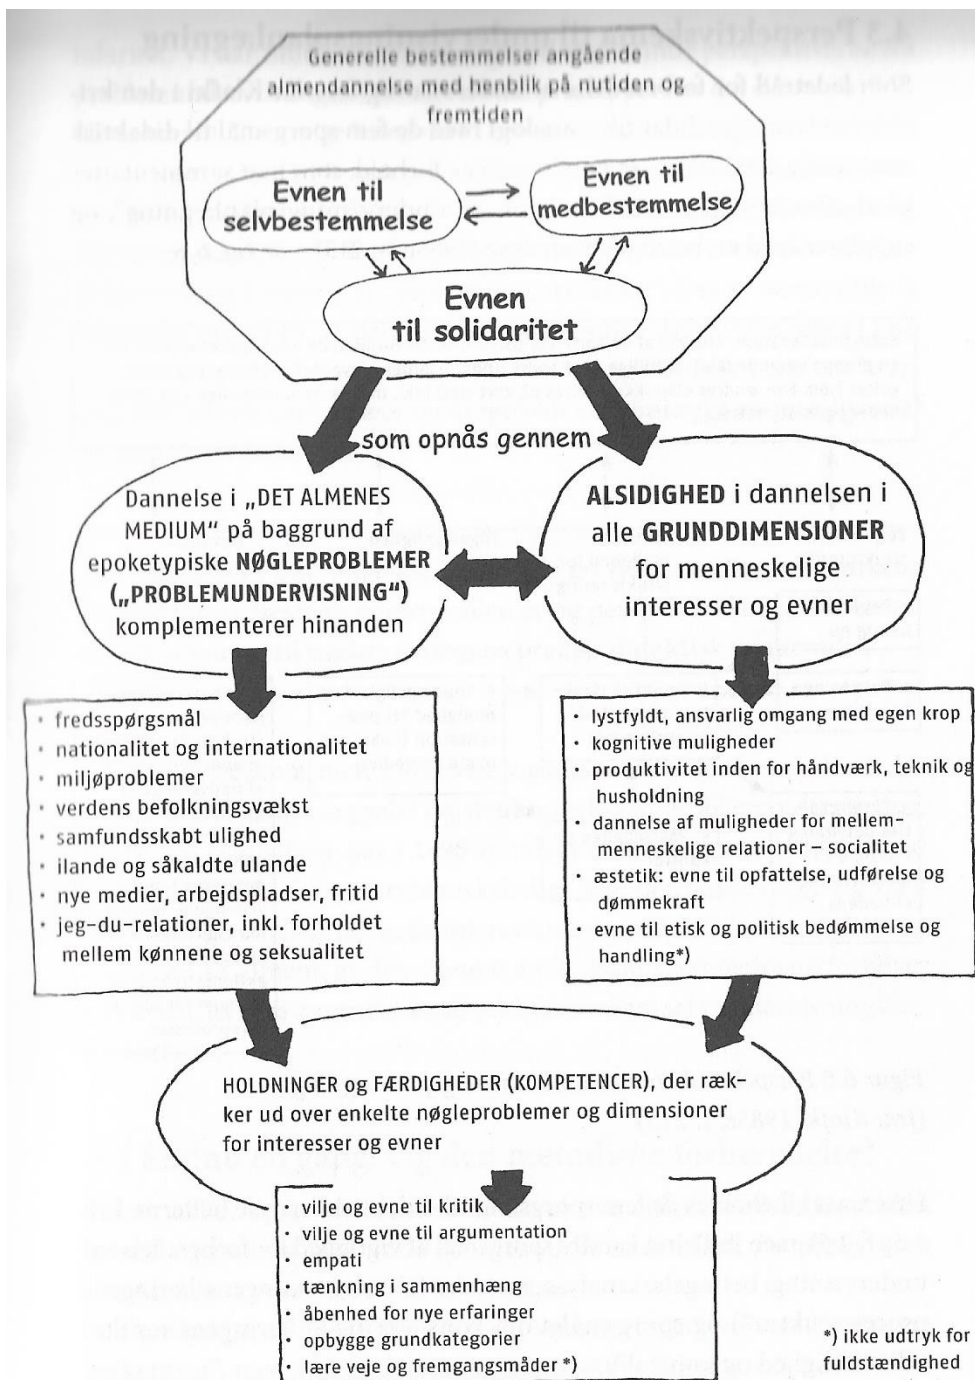 Generelle bestemmelser angående
almendannelse med henblik på nutiden og
fremtiden
Evnen til
selvbestemmelse
Evnen til
medbestemmelse
Evnen
til solidaritet
som opnås gennem
Dannelse i „DET ALMENES
MEDIUM“ på baggrund af
epoketypiske NØGLEPROBLEMER
(„PROBLEMUNDERVISNING“)
komplementerer hinanden
ALSIDIGHED i dannelsen i
alle GRUNDDIMENSIONER
for menneskelige
interesser og evner
• fredsspørgsmål
• nationalitet og internationalitet
• miljøproblemer
• verdens befolkningsvækst
• samfundsskabt ulighed
• ilande og såkaldte ulande
• nye medier, arbejdspladser, fritid
• jeg-du-relationer, inkl. forholdet
mellem kønnene og seksualitet
• lystfyldt, ansvarlig omgang med egen krop
• kognitive muligheder
• produktivitet inden for håndværk, teknik og
husholdning
• dannelse af muligheder for mellem-
menneskelige relationer – socialitet
• æstetik: evne til opfattelse, udførelse og
dømmekraft
• evne til etisk og politisk bedømmelse og
handling*)
HOLDNINGER og FÆRDIGHEDER (KOMPETENCER), der ræk-
ker ud over enkelte nøgleproblemer og dimensioner
for interesser og evner
• vilje og evne til kritik
vilje og evne til argumentation
• empati
• tænkning i sammenhæng
• åbenhed for nye erfaringer
• opbygge grundkategorier
• lære veje og fremgangsmåder *)
*) ikke udtryk for
fuldstændighed